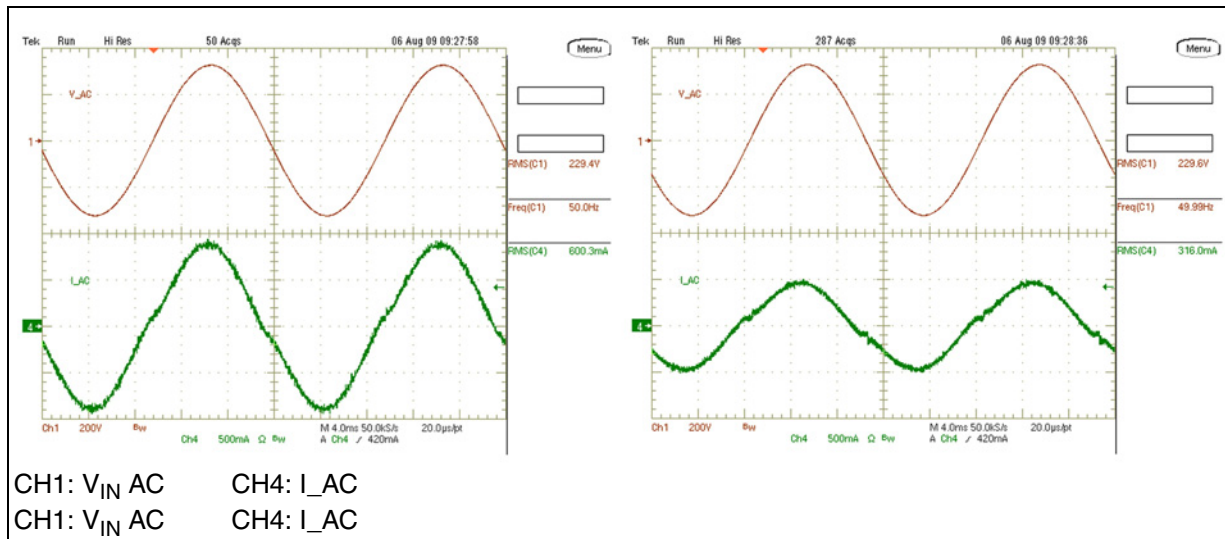 Tek Run Hi Res 50 Acqs 06 Aug 09 09:27:58
Menu
V_AC
1
RMS(C1) 229.4V
Freq(C1) 50.0Hz
RMS(C4) 600.3mA
I_AC
4
Ch1 200V Bw M 4.0ms 50.0kS/s 20.0µs/pt
Ch4 500mA Ω Bw A Ch4 / 420mA
Tek Run Hi Res 287 Acqs 06 Aug 09 09:28:36
Menu
V_AC
1
RMS(C1) 229.6V
Freq(C1) 49.99Hz
RMS(C4) 316.0mA
I_AC
4
Ch1 200V Bw M 4.0ms 50.0kS/s 20.0µs/pt
Ch4 500mA Ω Bw A Ch4 / 420mA
CH1: VIN AC CH4: I_AC
CH1: VIN AC CH4: I_AC